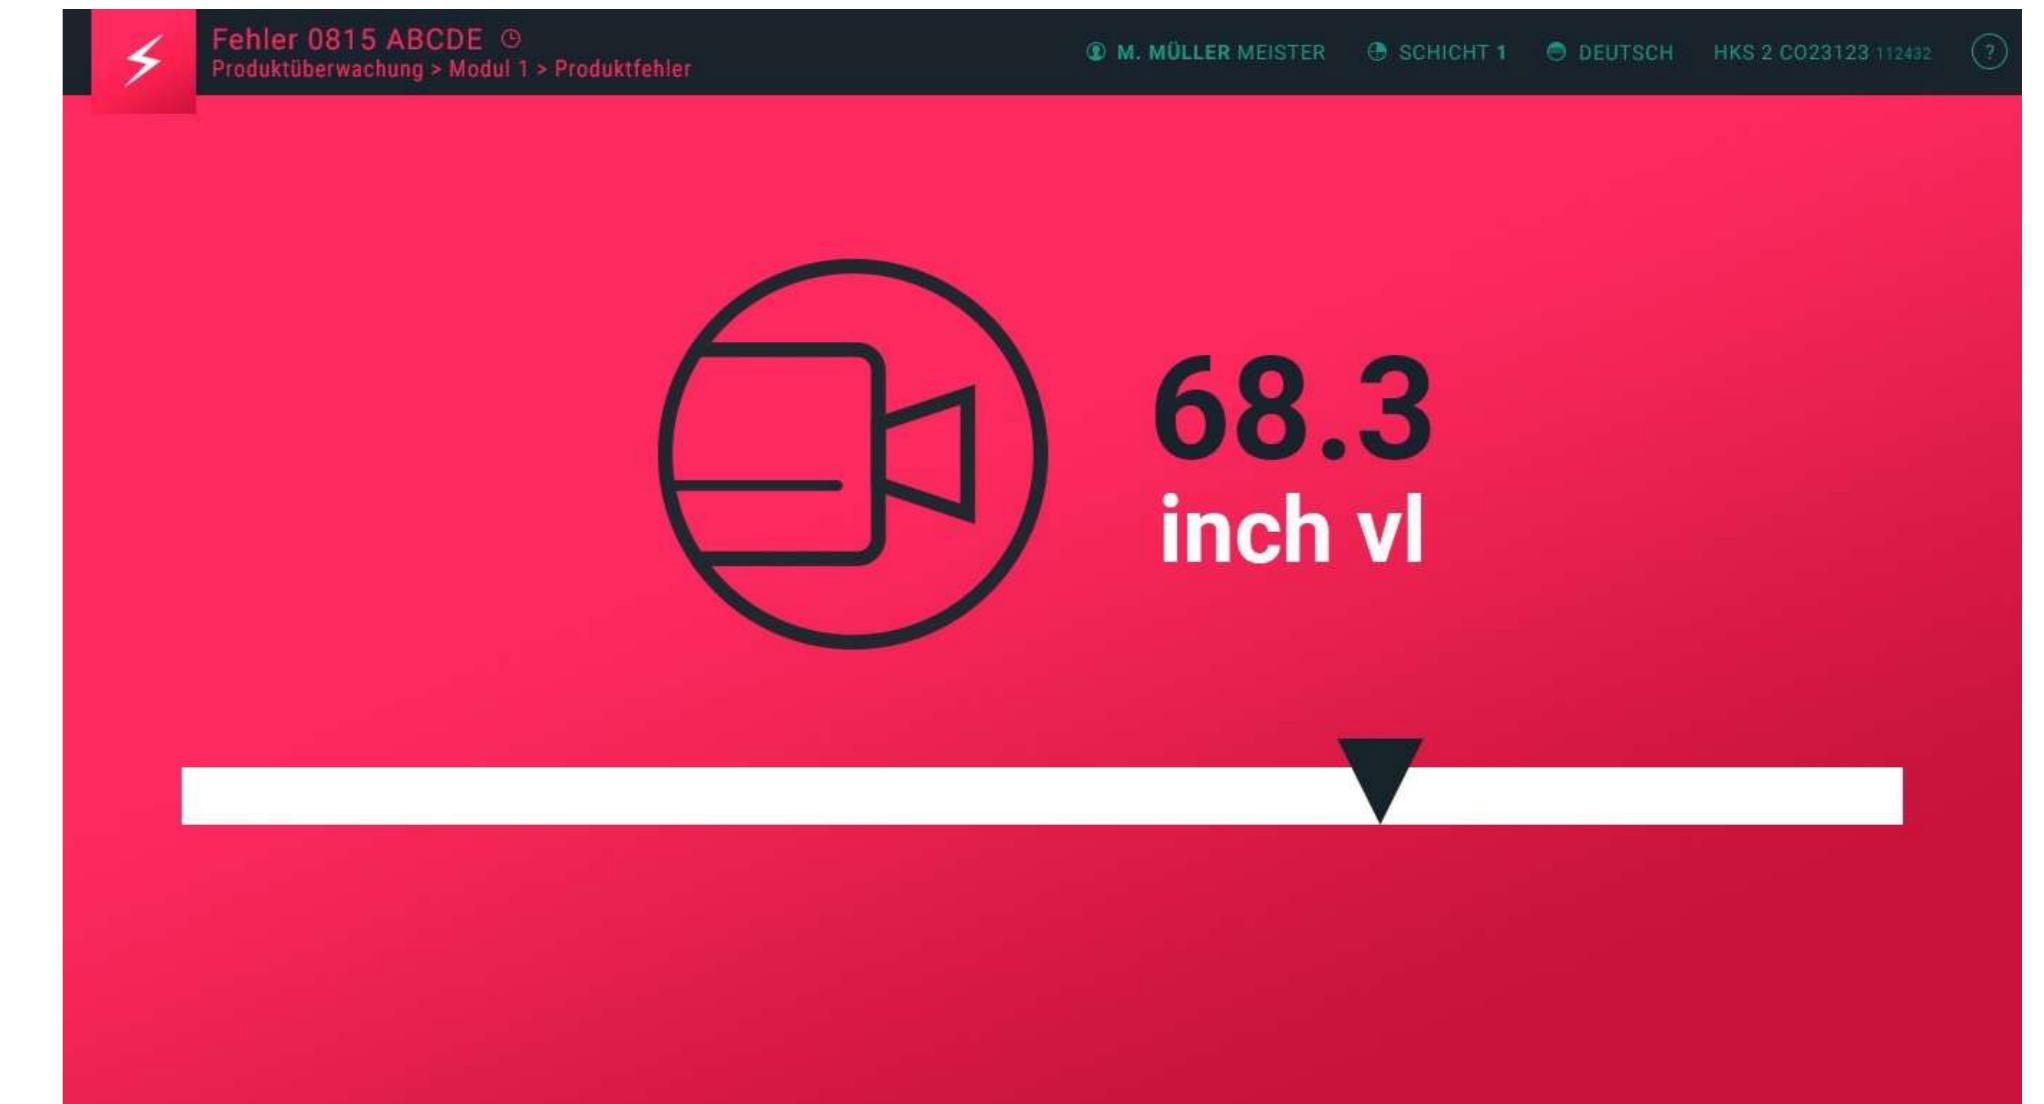 Fehler 0815 ABCDE
Produktüberwachung > Modul 1 > Produktfehler
M. MÜLLER MEISTER SCHICHT 1 DEUTSCH HKS 2 CO23123 112432 ?
68.3
inch vl